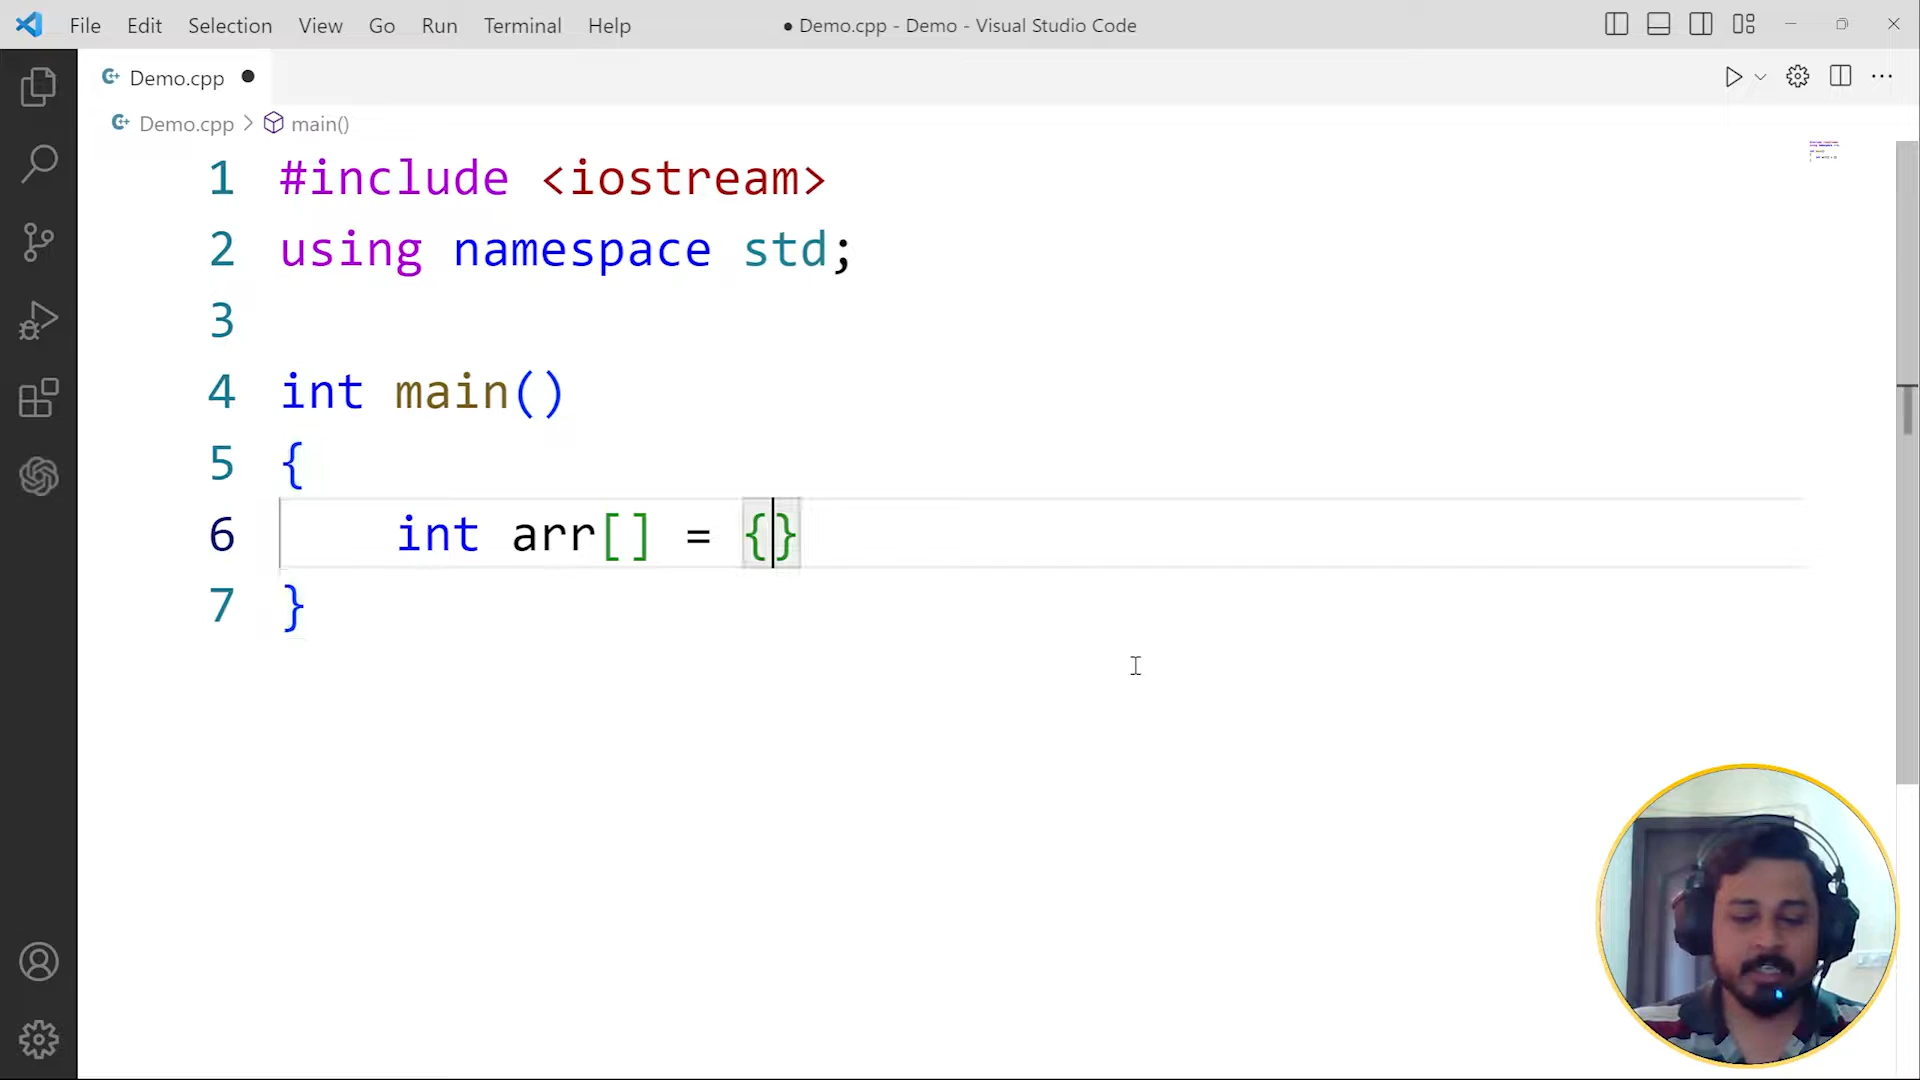 File Edit Selection View Go Run Terminal Help ● Demo.cpp - Demo - Visual Studio Code
Demo.cpp ●
Demo.cpp > main()
1 #include <iostream>
2 using namespace std;
3
4 int main()
5 {
6 int arr[] = {}
7 }